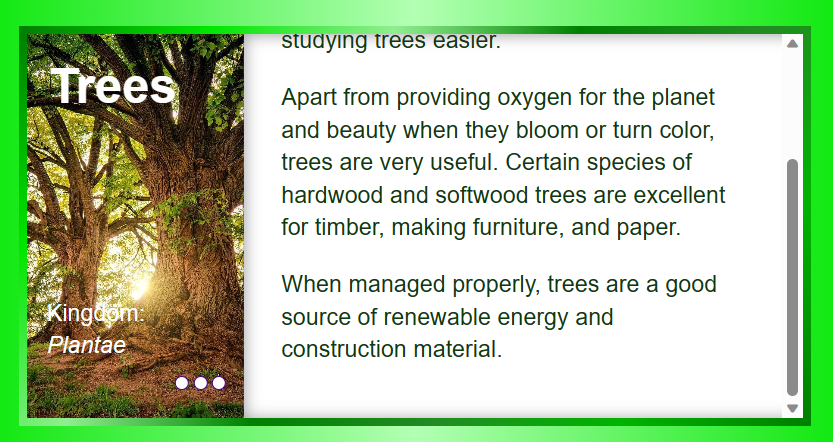 Trees
Kingdom:
Plantae
studying trees easier.
Apart from providing oxygen for the planet
and beauty when they bloom or turn color,
trees are very useful. Certain species of
hardwood and softwood trees are excellent
for timber, making furniture, and paper.
When managed properly, trees are a good
source of renewable energy and
construction material.